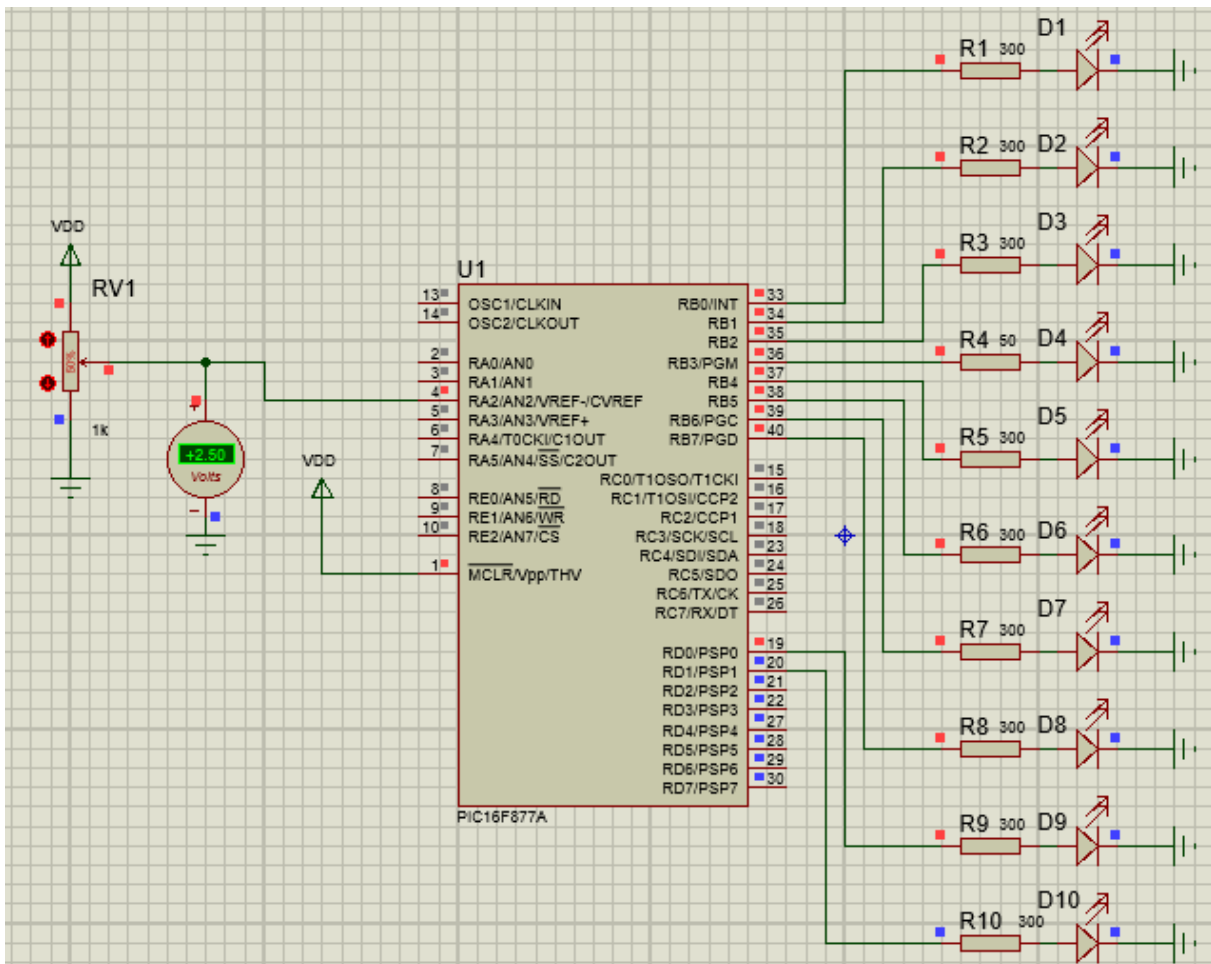 D1
R1 300
R2 300 D2
D3
R3 300
VDD
RV1
50%
1k
+2.50
Volts
VDD
U1
13 OSC1/CLKIN
14 OSC2/CLKOUT
2 RA0/AN0
3 RA1/AN1
4 RA2/AN2/VREF-/CVREF
5 RA3/AN3/VREF+
6 RA4/T0CKI/C1OUT
7 RA5/AN4/SS/C2OUT
8 RE0/AN5/RD
9 RE1/AN6/WR
10 RE2/AN7/CS
1 MCLR/Vpp/THV
RB0/INT 33
RB1 34
RB2 35
RB3/PGM 36
RB4 37
RB5 38
RB6/PGC 39
RB7/PGD 40
RC0/T1OSO/T1CKI 15
RC1/T1OSI/CCP2 16
RC2/CCP1 17
RC3/SCK/SCL 18
RC4/SDI/SDA 23
RC5/SDO 24
RC6/TX/CK 25
RC7/RX/DT 26
RD0/PSP0 19
RD1/PSP1 20
RD2/PSP2 21
RD3/PSP3 22
RD4/PSP4 27
RD5/PSP5 28
RD6/PSP6 29
RD7/PSP7 30
PIC16F877A
R4 50 D4
D5
R5 300
R6 300 D6
D7
R7 300
R8 300 D8
R9 300 D9
D10
R10 300